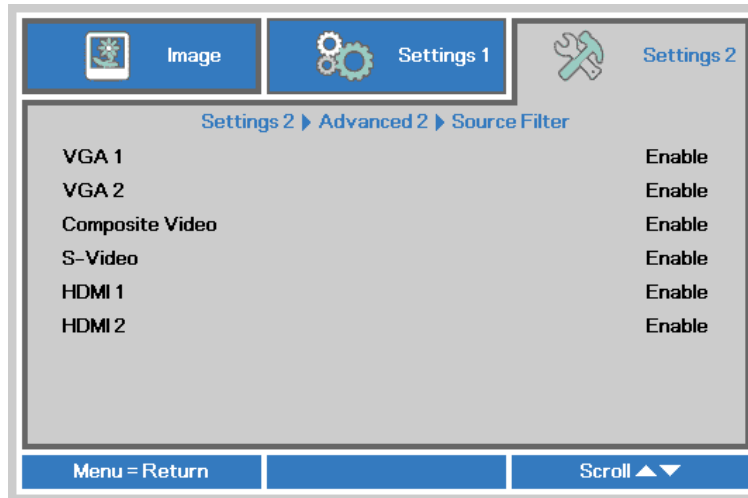 Image Settings 1 Settings 2
Settings 2 ▶ Advanced 2 ▶ Source Filter
VGA 1 Enable
VGA 2 Enable
Composite Video Enable
S-Video Enable
HDMI 1 Enable
HDMI 2 Enable
Menu = Return Scroll ▲▼